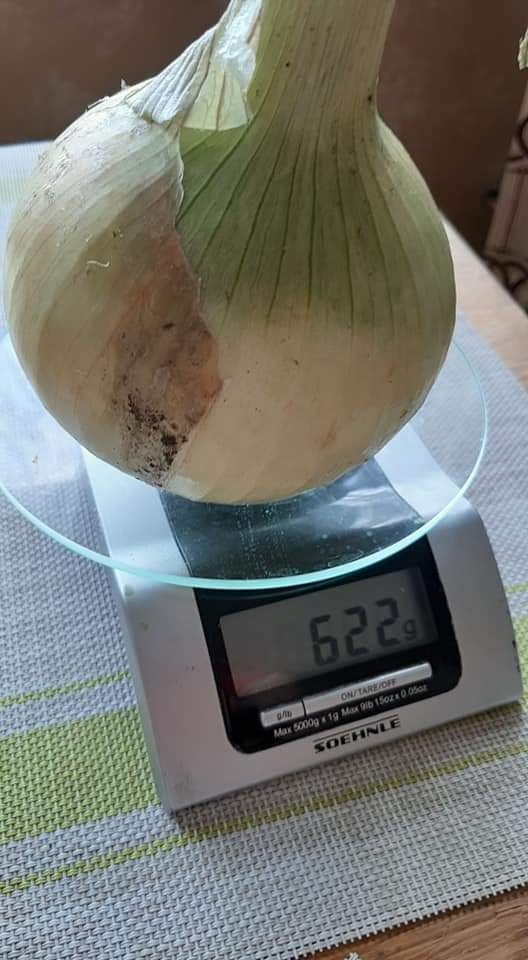 622g
ON/TARE/OFF
g/lb
Max 5000g x 1g Max 9lb 15oz x 0.05oz
SOEHNLE